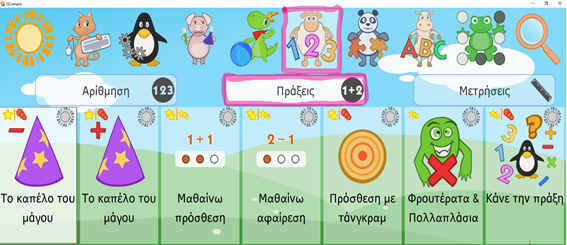 GCompris
123
ABC
Αρίθμηση 123
Πράξεις 1+2
Μετρήσεις
1 + 1
2 − 1
Το καπέλο του μάγου
Το καπέλο του μάγου
Μαθαίνω πρόσθεση
Μαθαίνω αφαίρεση
Πρόσθεση με τάνγκραμ
Φρουτέρατα & Πολλαπλάσια
Κάνε την πράξη